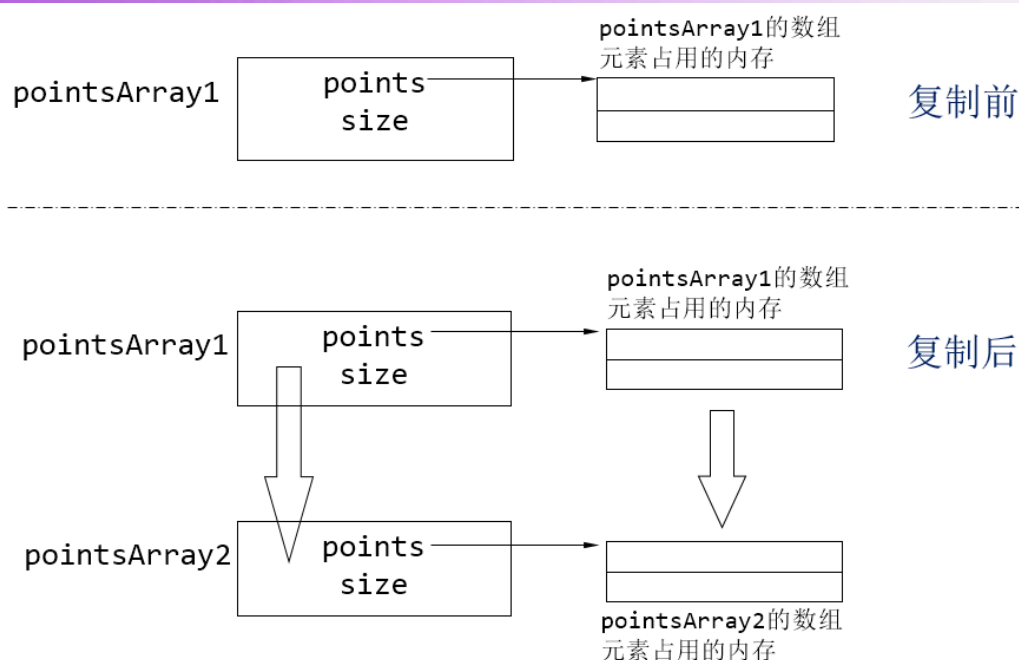 pointsArray1的数组
元素占用的内存
pointsArray1
points
size
复制前
pointsArray1的数组
元素占用的内存
pointsArray1
points
size
复制后
pointsArray2
points
size
pointsArray2的数组
元素占用的内存